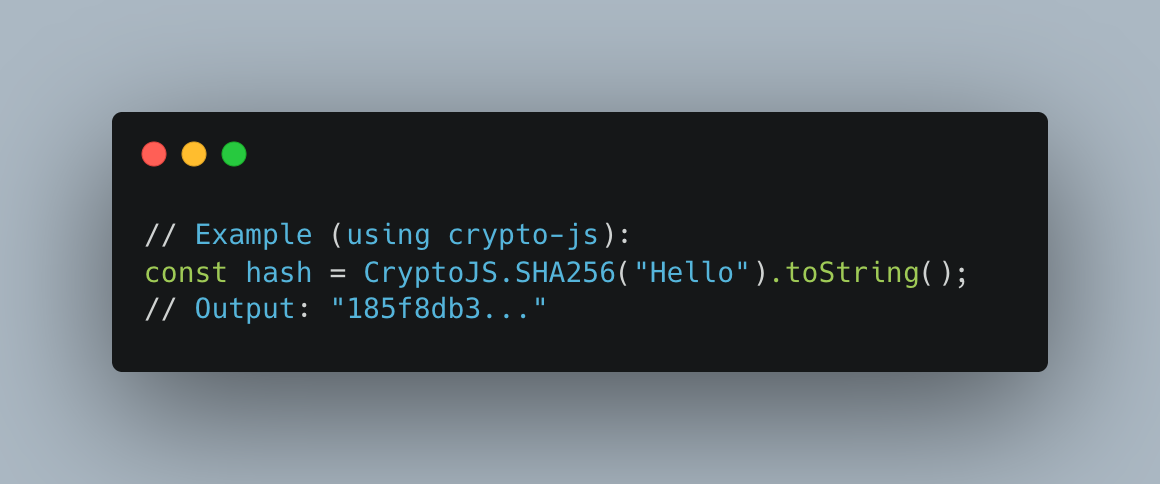 // Example (using crypto-js):
const hash = CryptoJS.SHA256("Hello").toString();
// Output: "185f8db3..."